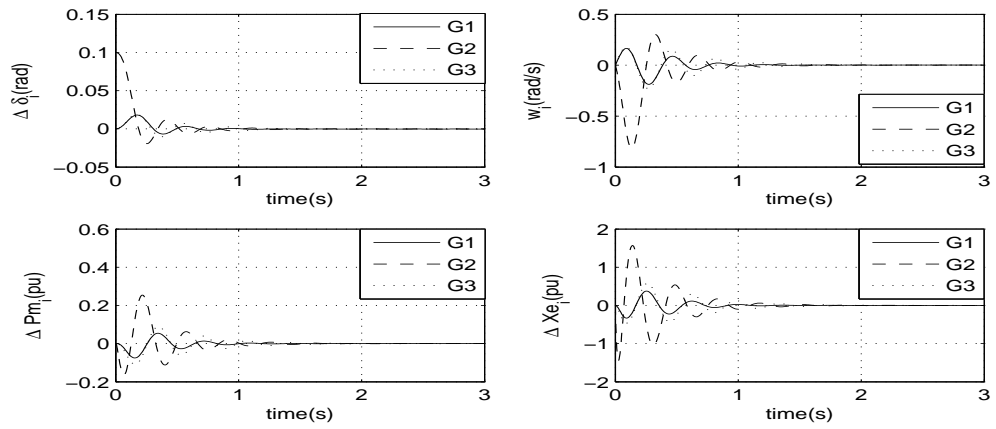 0.15
0.1
0.05
0
−0.05
Δ δi(rad)
G1
G2
G3
0 1 2 3
time(s)
0.5
0
−0.5
−1
wi(rad/s)
G1
G2
G3
0 1 2 3
time(s)
0.6
0.4
0.2
0
−0.2
Δ Pmi(pu)
G1
G2
G3
0 1 2 3
time(s)
2
1
0
−1
−2
Δ Xei(pu)
G1
G2
G3
0 1 2 3
time(s)